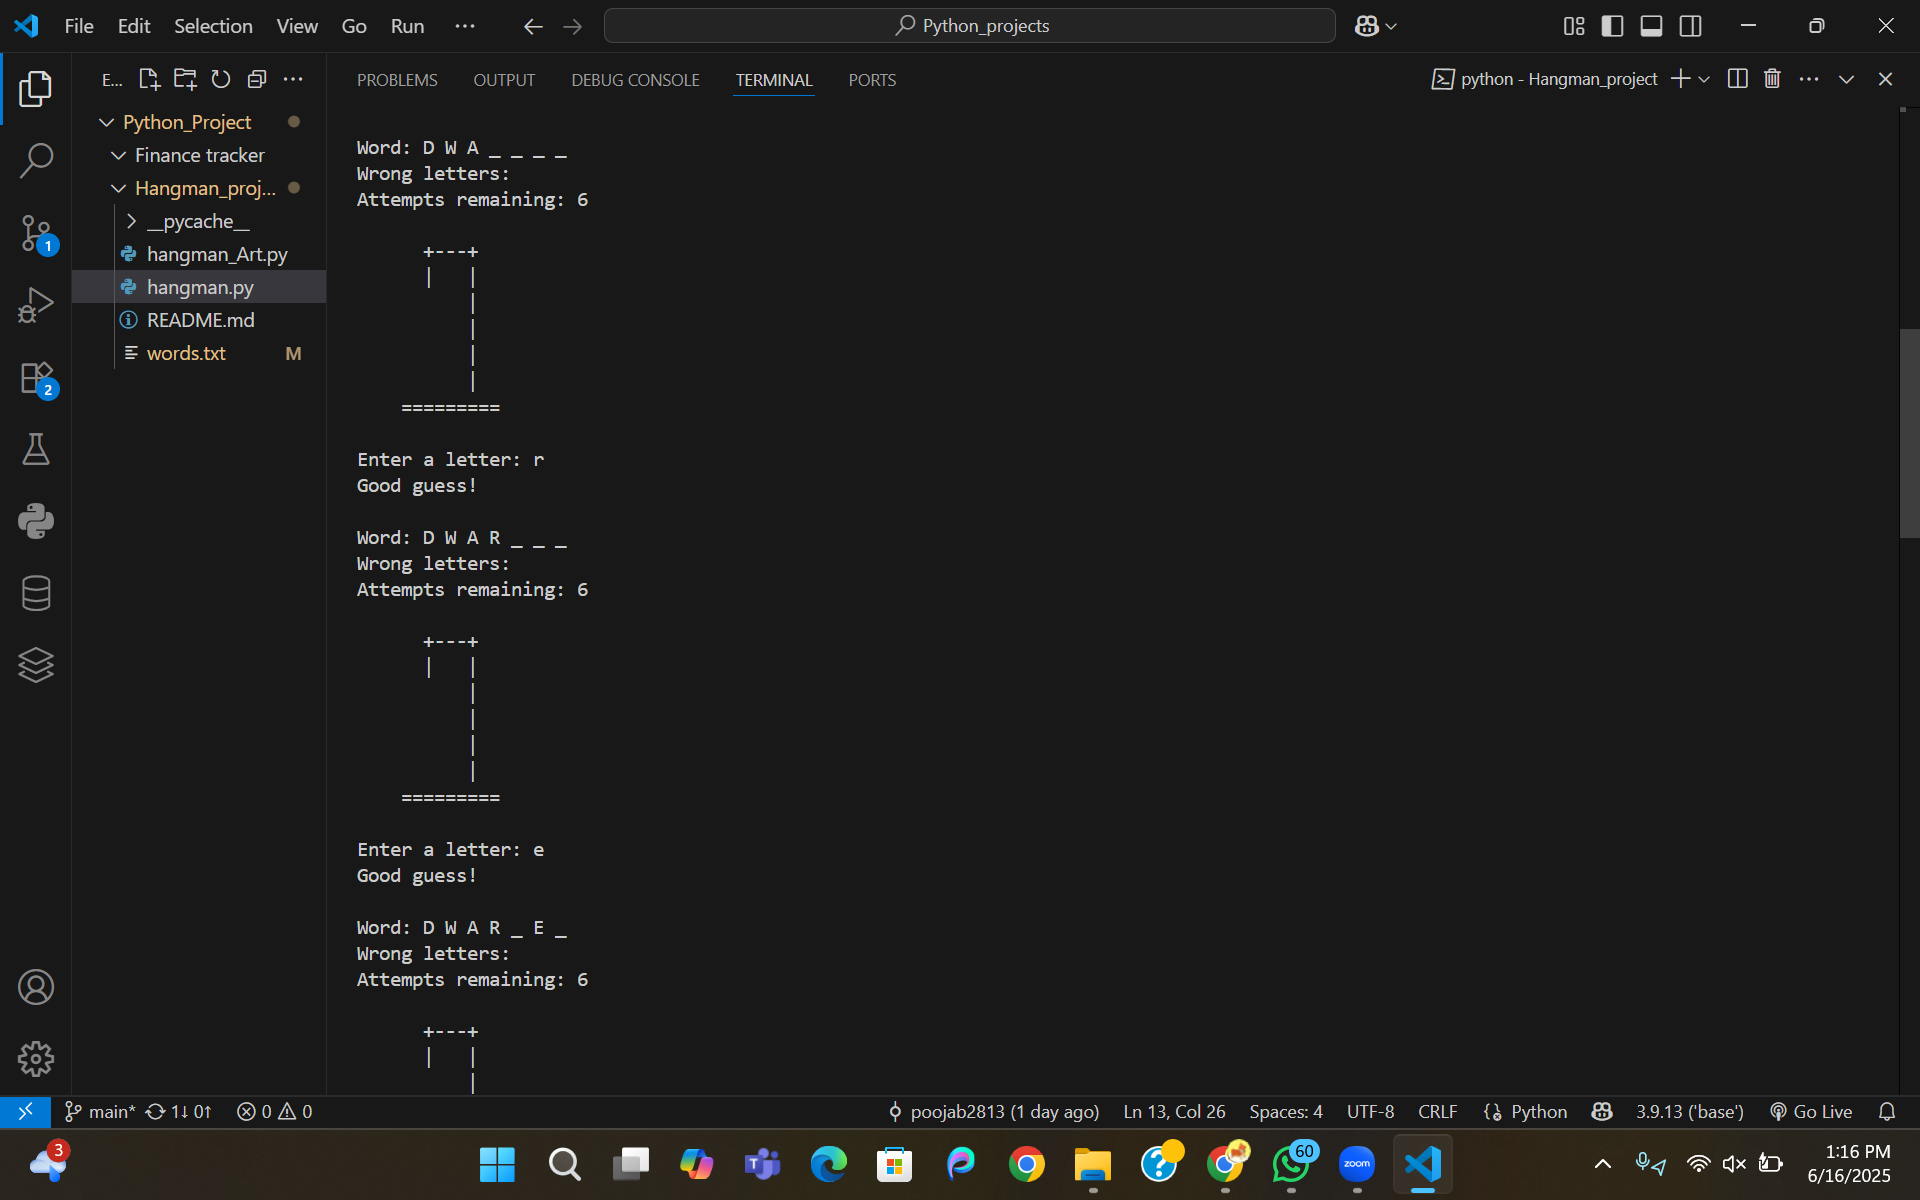 File Edit Selection View Go Run ··· Python_projects
E... PROBLEMS OUTPUT DEBUG CONSOLE TERMINAL PORTS python - Hangman_project
Python_Project
Finance tracker
Hangman_proj...
__pycache__
hangman_Art.py
hangman.py
README.md
words.txt M
1
2
Word: D W A _ _ _ _
Wrong letters:
Attempts remaining: 6
+---+
|   |
|
|
|
|
=========
Enter a letter: r
Good guess!
Word: D W A R _ _ _
Wrong letters:
Attempts remaining: 6
+---+
|   |
|
|
|
|
=========
Enter a letter: e
Good guess!
Word: D W A R _ E _
Wrong letters:
Attempts remaining: 6
+---+
|   |
|
main* 1↓ 0↑ 0 0 poojab2813 (1 day ago) Ln 13, Col 26 Spaces: 4 UTF-8 CRLF {} Python 3.9.13 ('base') Go Live
3 T zoom 60 1:16 PM
6/16/2025